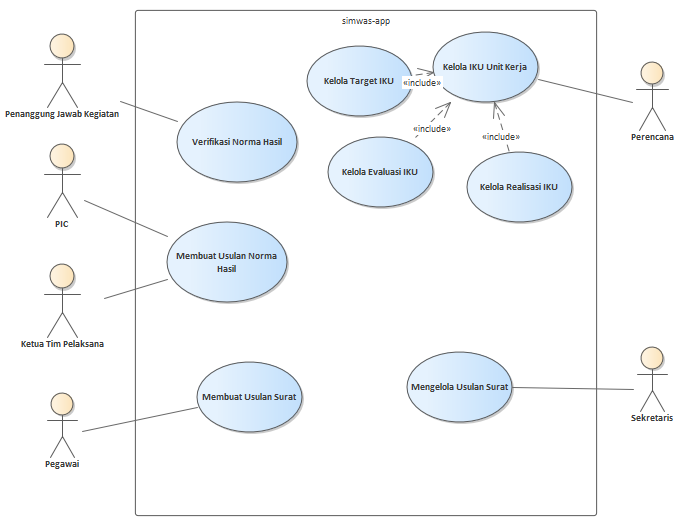 simwas-app
Kelola IKU Unit Kerja
Kelola Target IKU
«include»
Penanggung Jawab Kegiatan
Verifikasi Norma Hasil
«include»
«include»
Perencana
Kelola Evaluasi IKU
Kelola Realisasi IKU
PIC
Membuat Usulan Norma
Hasil
Ketua Tim Pelaksana
Membuat Usulan Surat
Mengelola Usulan Surat
Sekretaris
Pegawai